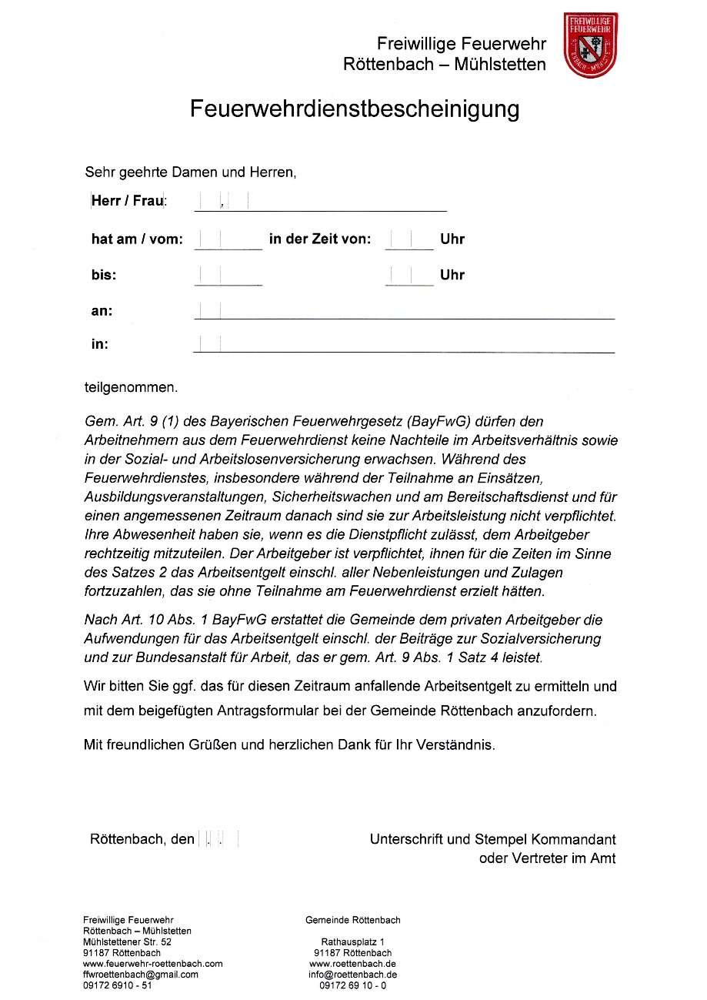 Freiwillige Feuerwehr
Röttenbach – Mühlstetten
FREIWILLIGE
FEUERWEHR
Feuerwehrdienstbescheinigung
Sehr geehrte Damen und Herren,
Herr / Frau: ,
hat am / vom: in der Zeit von: Uhr
bis: Uhr
an:
in:
teilgenommen.
Gem. Art. 9 (1) des Bayerischen Feuerwehrgesetz (BayFwG) dürfen den
Arbeitnehmern aus dem Feuerwehrdienst keine Nachteile im Arbeitsverhältnis sowie
in der Sozial- und Arbeitslosenversicherung erwachsen. Während des
Feuerwehrdienstes, insbesondere während der Teilnahme an Einsätzen,
Ausbildungsveranstaltungen, Sicherheitswachen und am Bereitschaftsdienst und für
einen angemessenen Zeitraum danach sind sie zur Arbeitsleistung nicht verpflichtet.
Ihre Abwesenheit haben sie, wenn es die Dienstpflicht zulässt, dem Arbeitgeber
rechtzeitig mitzuteilen. Der Arbeitgeber ist verpflichtet, ihnen für die Zeiten im Sinne
des Satzes 2 das Arbeitsentgelt einschl. aller Nebenleistungen und Zulagen
fortzuzahlen, das sie ohne Teilnahme am Feuerwehrdienst erzielt hätten.
Nach Art. 10 Abs. 1 BayFwG erstattet die Gemeinde dem privaten Arbeitgeber die
Aufwendungen für das Arbeitsentgelt einschl. der Beiträge zur Sozialversicherung
und zur Bundesanstalt für Arbeit, das er gem. Art. 9 Abs. 1 Satz 4 leistet.
Wir bitten Sie ggf. das für diesen Zeitraum anfallende Arbeitsentgelt zu ermitteln und
mit dem beigefügten Antragsformular bei der Gemeinde Röttenbach anzufordern.
Mit freundlichen Grüßen und herzlichen Dank für Ihr Verständnis.
Röttenbach, den . .
Unterschrift und Stempel Kommandant
oder Vertreter im Amt
Freiwillige Feuerwehr
Röttenbach – Mühlstetten
Mühlstettener Str. 52
91187 Röttenbach
www.feuerwehr-roettenbach.com
ffwroettenbach@gmail.com
09172 6910 - 51
Gemeinde Röttenbach
Rathausplatz 1
91187 Röttenbach
www.roettenbach.de
info@roettenbach.de
09172 69 10 - 0